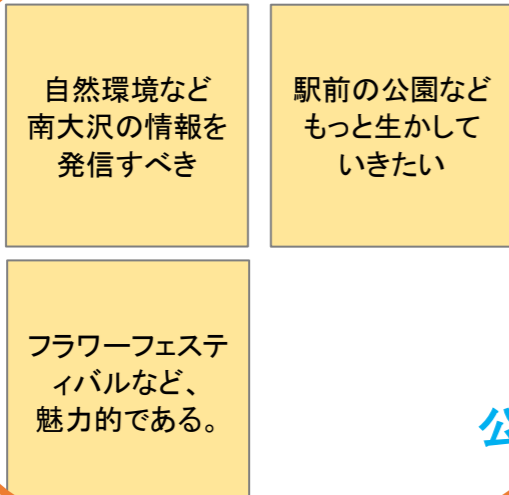 自然環境など
南大沢の情報を
発信すべき
駅前の公園など
もっと生かして
いきたい
フラワーフェステ
ィバルなど、
魅力的である。
公